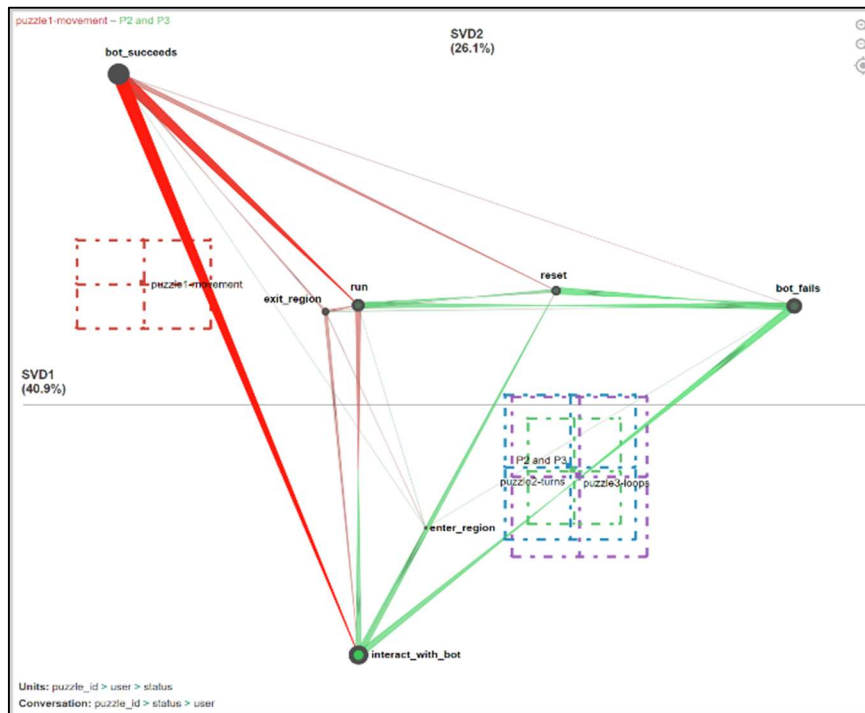 puzzle1-movement – P2 and P3
bot_succeeds
SVD2
(26.1%)
puzzle1-movement
exit_region
run
reset
bot_fails
SVD1
(40.9%)
P2 and P3
puzzle2-turns
puzzle3-loops
enter_region
interact_with_bot
Units: puzzle_id > user > status
Conversation: puzzle_id > status > user